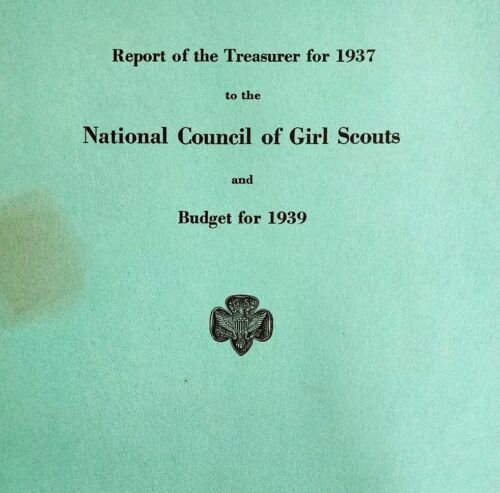 Report of the Treasurer for 1937
to the
National Council of Girl Scouts
and
Budget for 1939
G S